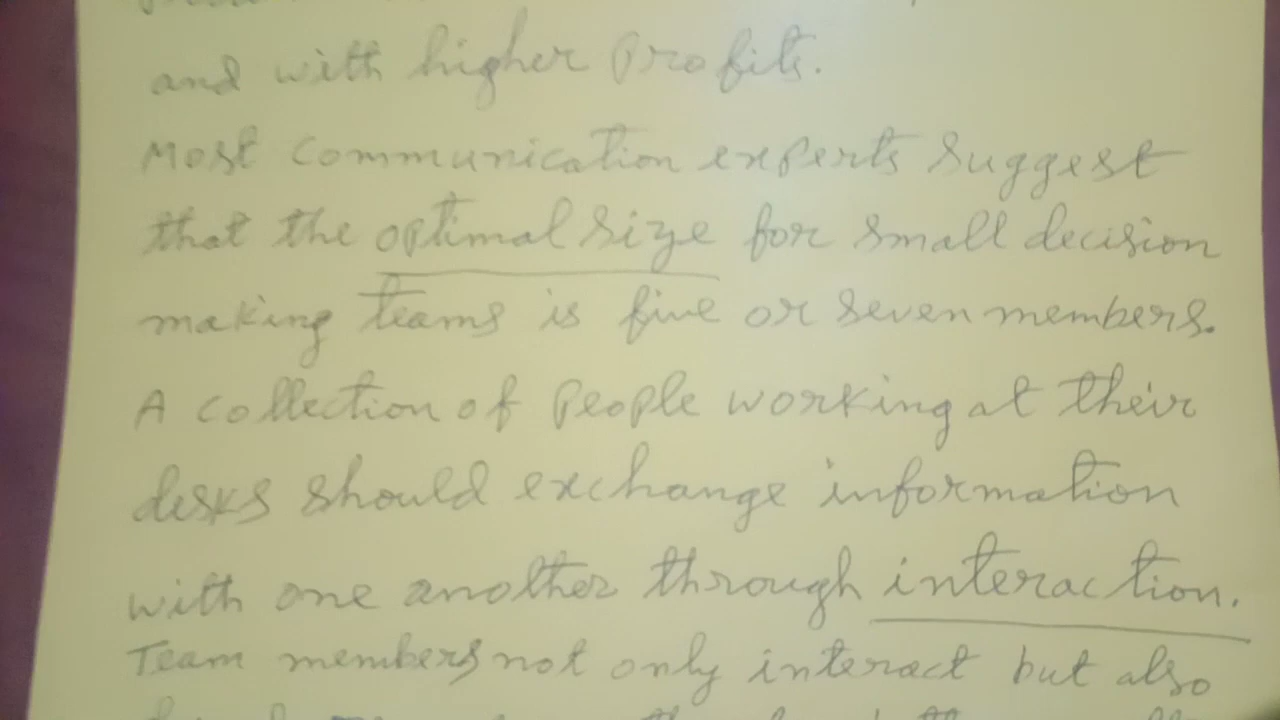 and with higher profits.
Most communication experts suggest
that the optimal size for small decision
making teams is five or seven members.
A collection of people working at their
desks should exchange information
with one another through interaction.
Team members not only interact but also